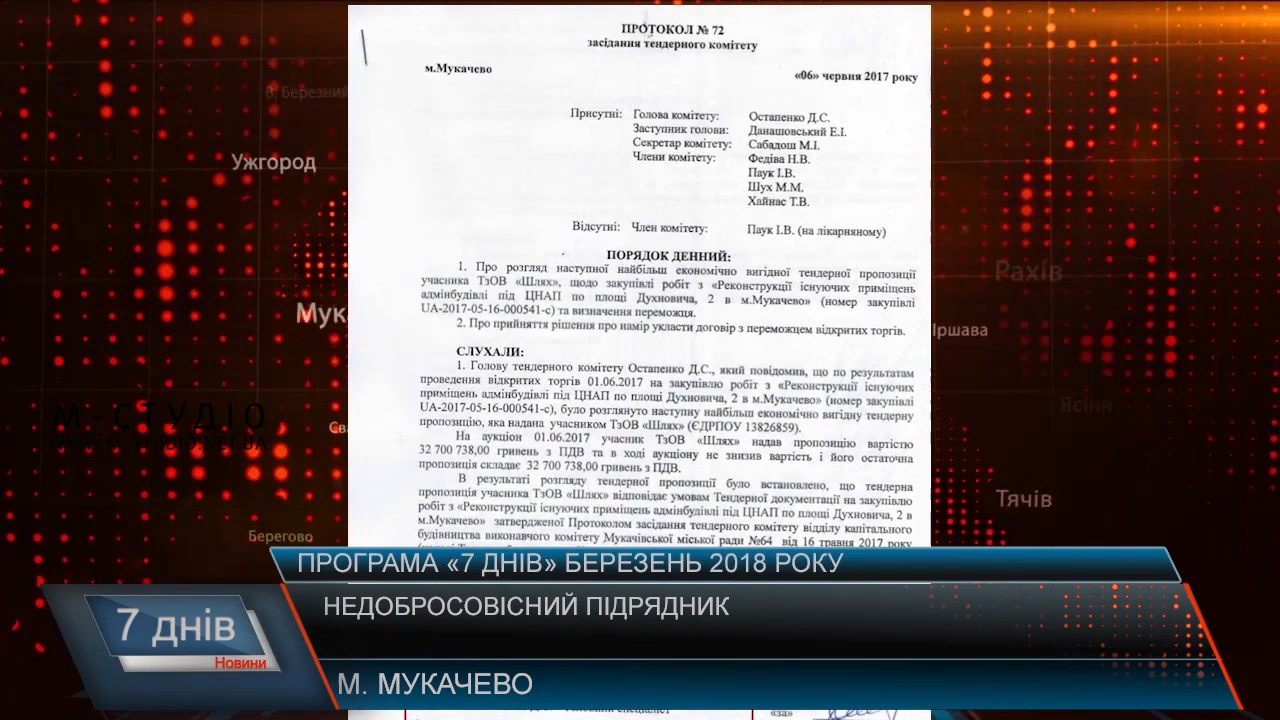 ПРОТОКОЛ № 72
засідання тендерного комітету
м.Мукачево
«06» червня 2017 року
Присутні: Голова комітету: Остапенко Д.С.
Заступник голови: Данашовський Е.І.
Секретар комітету: Сабадош М.І.
Члени комітету: Федіва Н.В.
Паук І.В.
Шух М.М.
Хайнас Т.В.
Відсутні: Член комітету: Паук І.В. (на лікарняному)
ПОРЯДОК ДЕННИЙ:
1. Про розгляд наступної найбільш економічно вигідної тендерної пропозиції
учасника ТзОВ «Шлях», щодо закупівлі робіт з «Реконструкції існуючих приміщень
адмінбудівлі під ЦНАП по площі Духновича, 2 в м.Мукачево» (номер закупівлі
UA-2017-05-16-000541-с) та визначення переможця.
2. Про прийняття рішення про намір укласти договір з переможцем відкритих торгів.
СЛУХАЛИ:
1. Голову тендерного комітету Остапенко Д.С., який повідомив, що по результатам
проведення відкритих торгів 01.06.2017 на закупівлю робіт з «Реконструкції існуючих
приміщень адмінбудівлі під ЦНАП по площі Духновича, 2 в м.Мукачево» (номер закупівлі
UA-2017-05-16-000541-с), було розглянуто наступну найбільш економічно вигідну тендерну
пропозицію, яка надана учасником ТзОВ «Шлях» (ЄДРПОУ 13826859).
На аукціон 01.06.2017 учасник ТзОВ «Шлях» надав пропозицію вартістю
32 700 738,00 гривень з ПДВ та в ході аукціону не знизив вартість і його остаточна
пропозиція складає 32 700 738,00 гривень з ПДВ.
В результаті розгляду тендерної пропозиції було встановлено, що тендерна
пропозиція учасника ТзОВ «Шлях» відповідає умовам Тендерної документації на закупівлю
робіт з «Реконструкції існуючих приміщень адмінбудівлі під ЦНАП по площі Духновича, 2 в
м.Мукачево» затвердженої Протоколом засідання тендерного комітету відділу капітального
будівництва виконавчого комітету Мукачівської міської ради №64 від 16 травня 2017 року
В. Березний
Ужгород
Мук
Рахів
Іршава
Ясіня
М-СТУДІО
WWW.M-STUDIO.NET.UA
Сва
Тячів
Берегово
ПРОГРАМА «7 ДНІВ» БЕРЕЗЕНЬ 2018 РОКУ
НЕДОБРОСОВІСНИЙ ПІДРЯДНИК
7 днів
Новини
М. МУКАЧЕВО
«за»